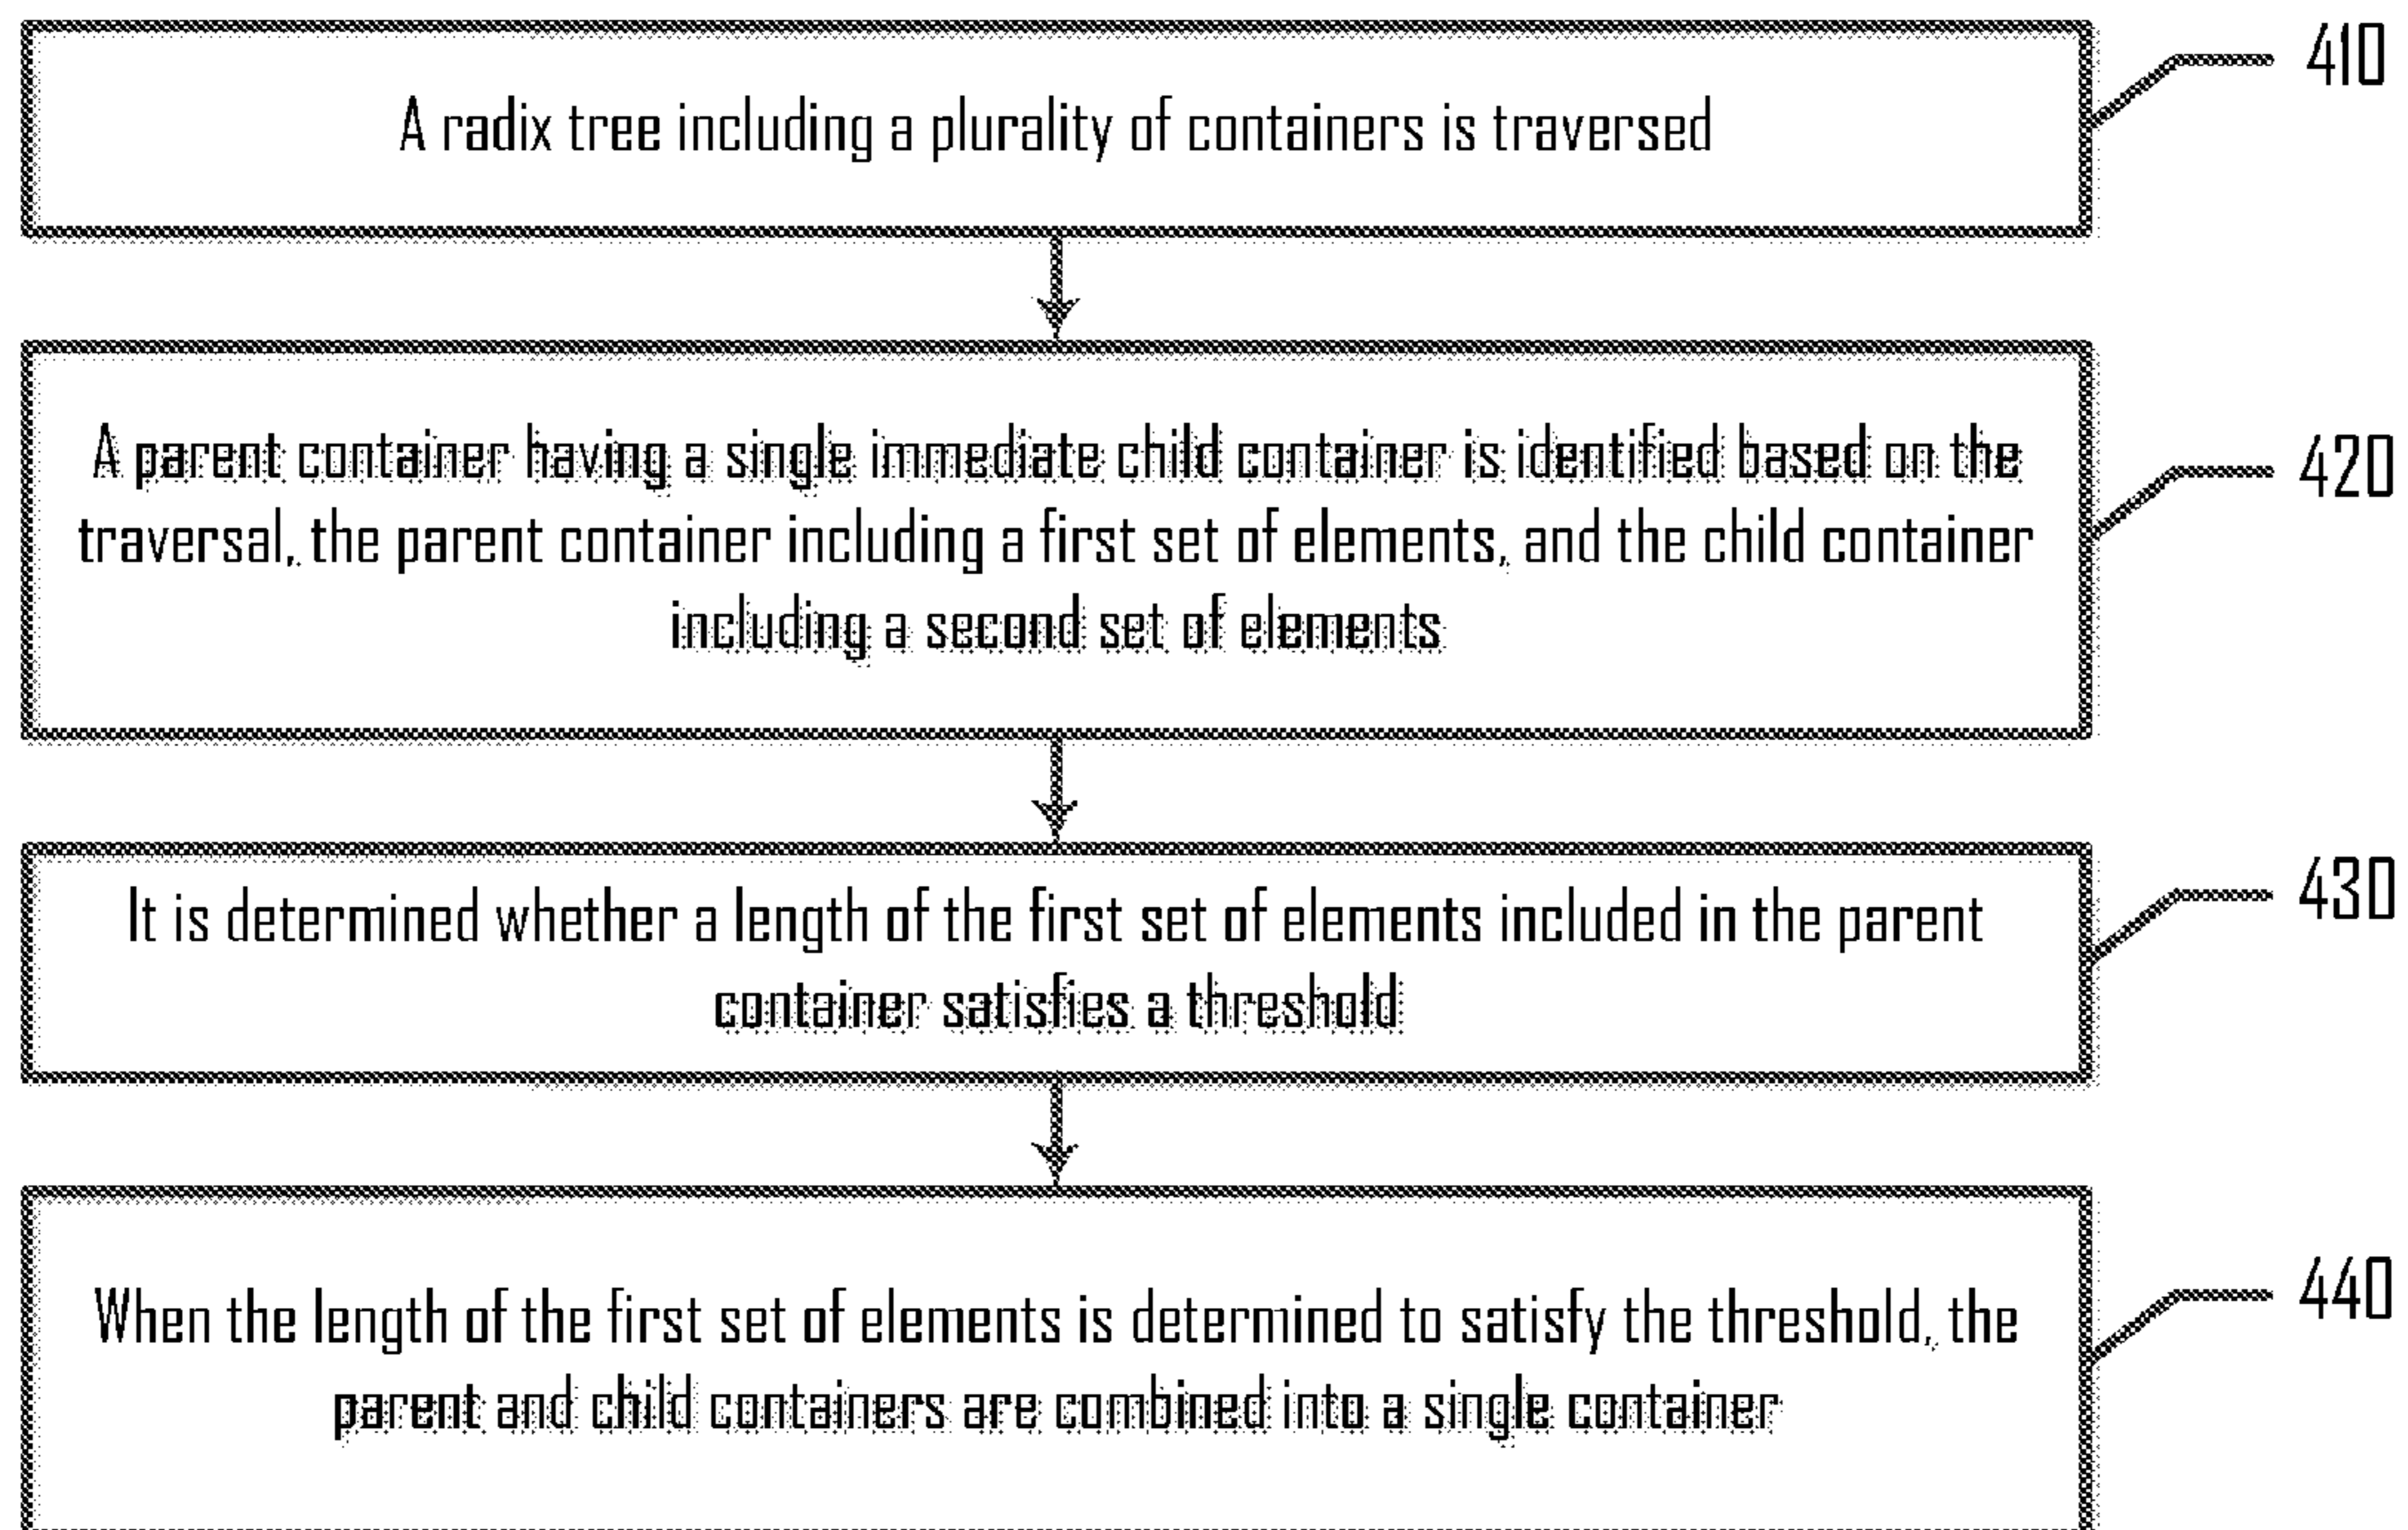 A radix tree including a plurality of containers is traversed
410
A parent container having a single immediate child container is identified based on the
traversal, the parent container including a first set of elements, and the child container
including a second set of elements
420
It is determined whether a length of the first set of elements included in the parent
container satisfies a threshold
430
When the length of the first set of elements is determined to satisfy the threshold, the
parent and child containers are combined into a single container
440